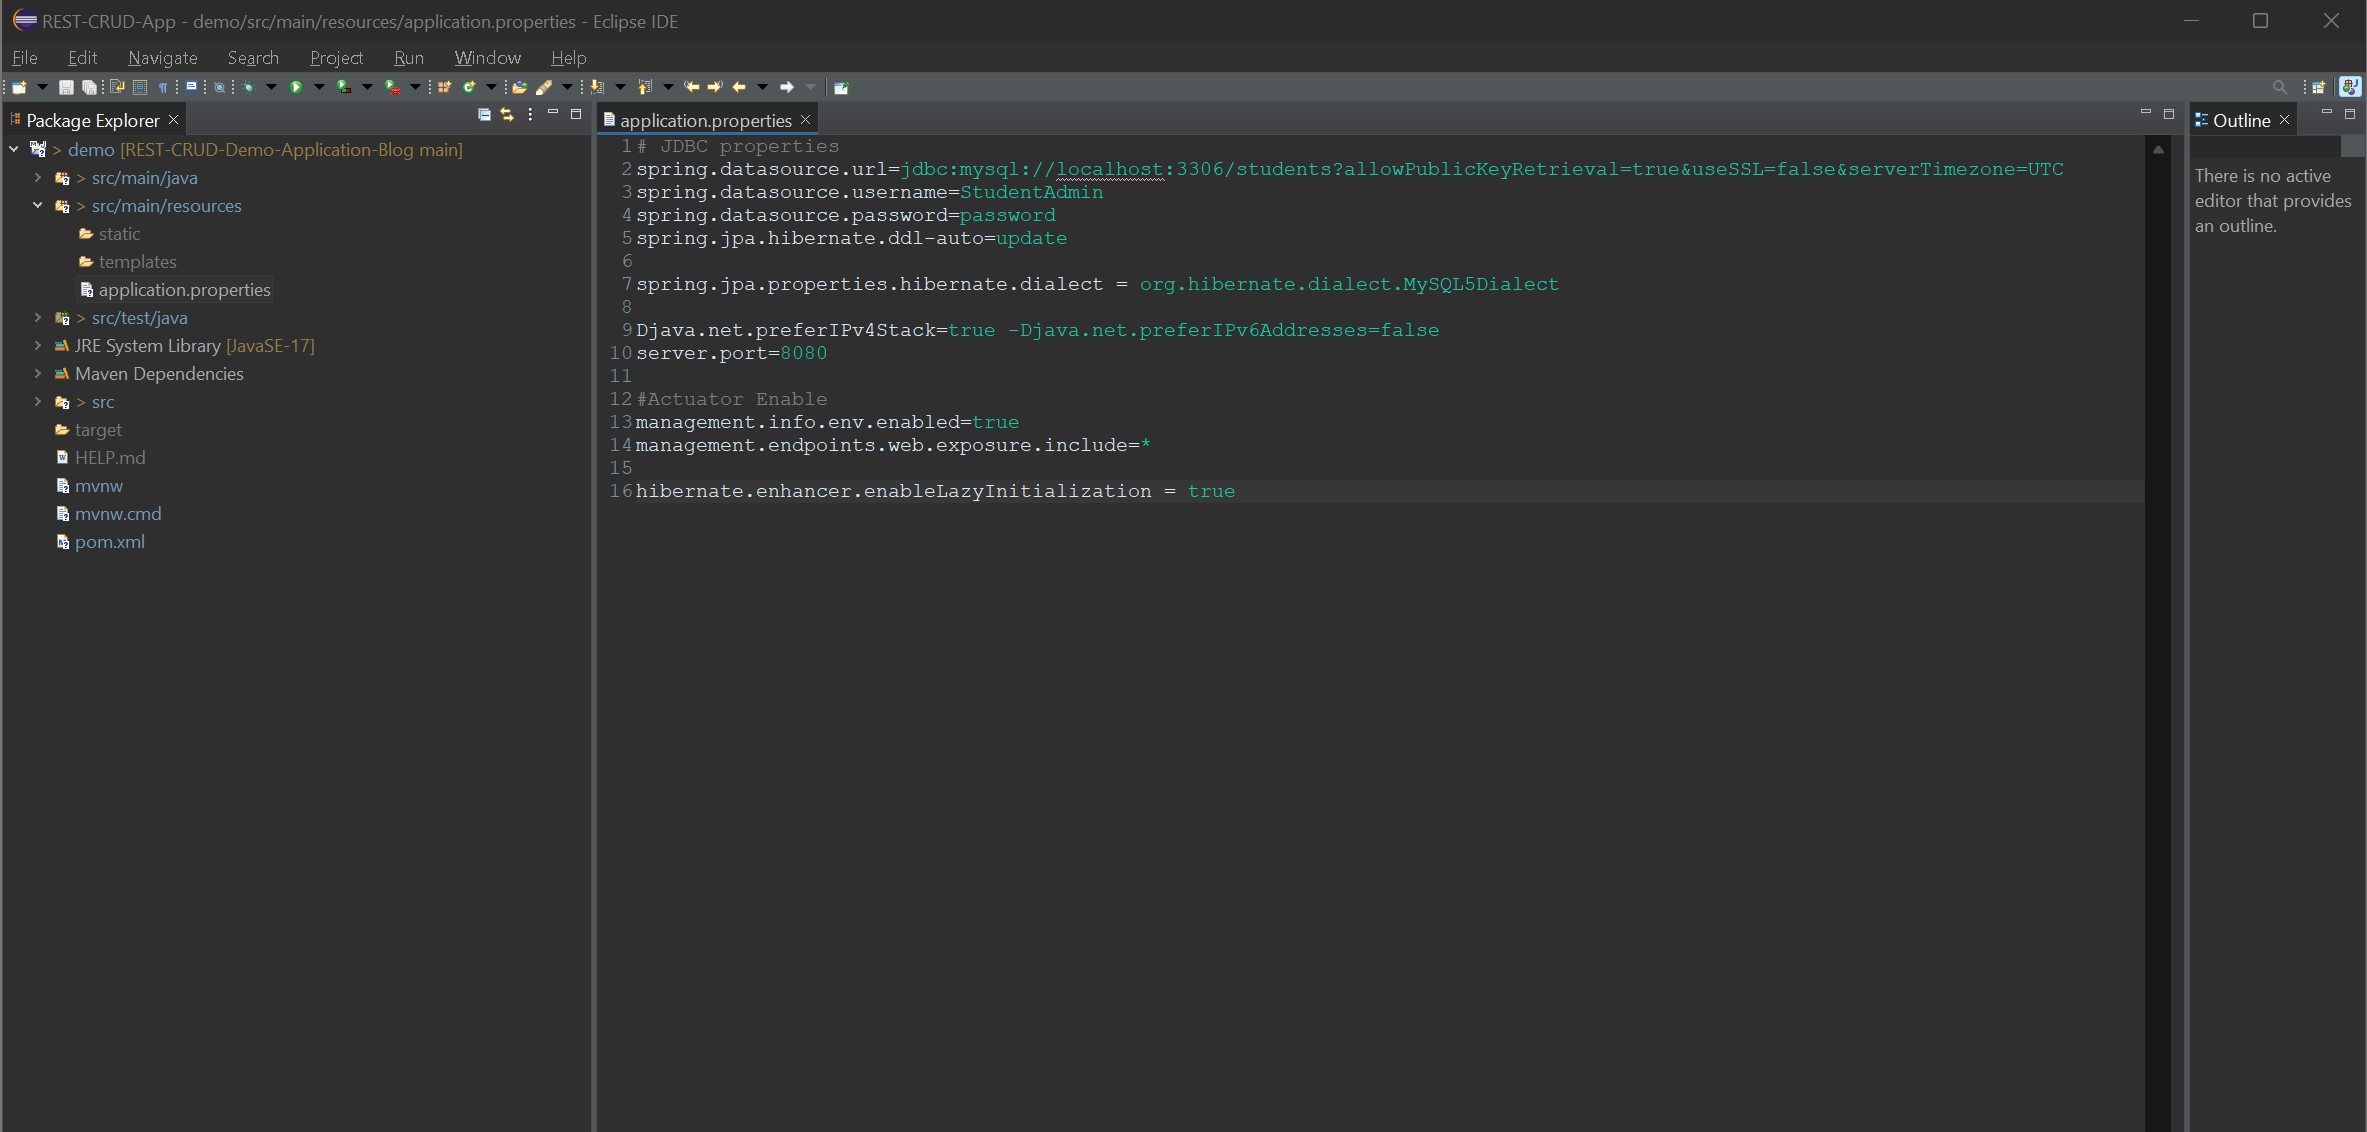 REST-CRUD-App - demo/src/main/resources/application.properties - Eclipse IDE
File Edit Navigate Search Project Run Window Help
Package Explorer
demo [REST-CRUD-Demo-Application-Blog main]
src/main/java
src/main/resources
static
templates
application.properties
src/test/java
JRE System Library [JavaSE-17]
Maven Dependencies
src
target
HELP.md
mvnw
mvnw.cmd
pom.xml
application.properties
1 # JDBC properties
2 spring.datasource.url=jdbc:mysql://localhost:3306/students?allowPublicKeyRetrieval=true&useSSL=false&serverTimezone=UTC
3 spring.datasource.username=StudentAdmin
4 spring.datasource.password=password
5 spring.jpa.hibernate.ddl-auto=update
6
7 spring.jpa.properties.hibernate.dialect = org.hibernate.dialect.MySQL5Dialect
8
9 Djava.net.preferIPv4Stack=true -Djava.net.preferIPv6Addresses=false
10 server.port=8080
11
12 #Actuator Enable
13 management.info.env.enabled=true
14 management.endpoints.web.exposure.include=*
15
16 hibernate.enhancer.enableLazyInitialization = true
Outline
There is no active
editor that provides
an outline.